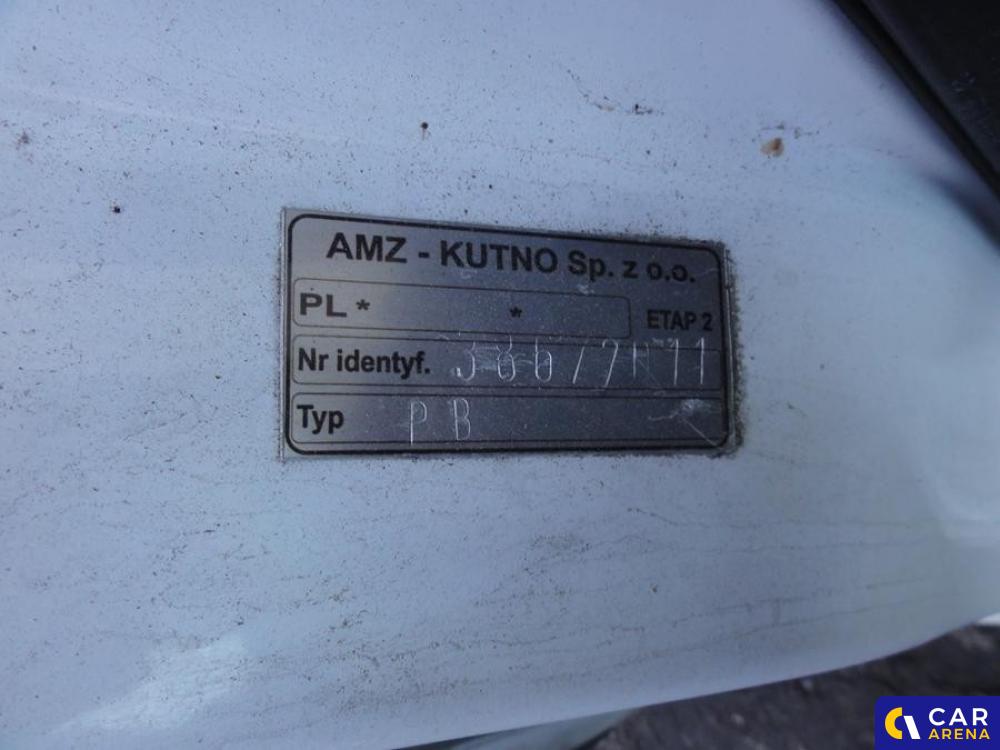 AMZ - KUTNO Sp. z o.o.
PL * * ETAP 2
Nr identyf.
Typ PB
CAR
ARENA